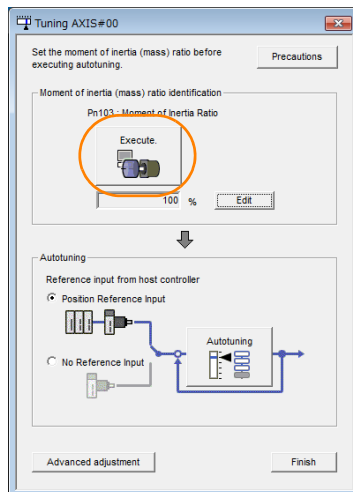 Tuning AXIS#00
Set the moment of inertia (mass) ratio before
executing autotuning.
Precautions
Moment of inertia (mass) ratio identification
Pn103 : Moment of Inertia Ratio
Execute.
100 %
Edit
Autotuning
Reference input from host controller
Position Reference Input
Autotuning
No Reference Input
Advanced adjustment
Finish